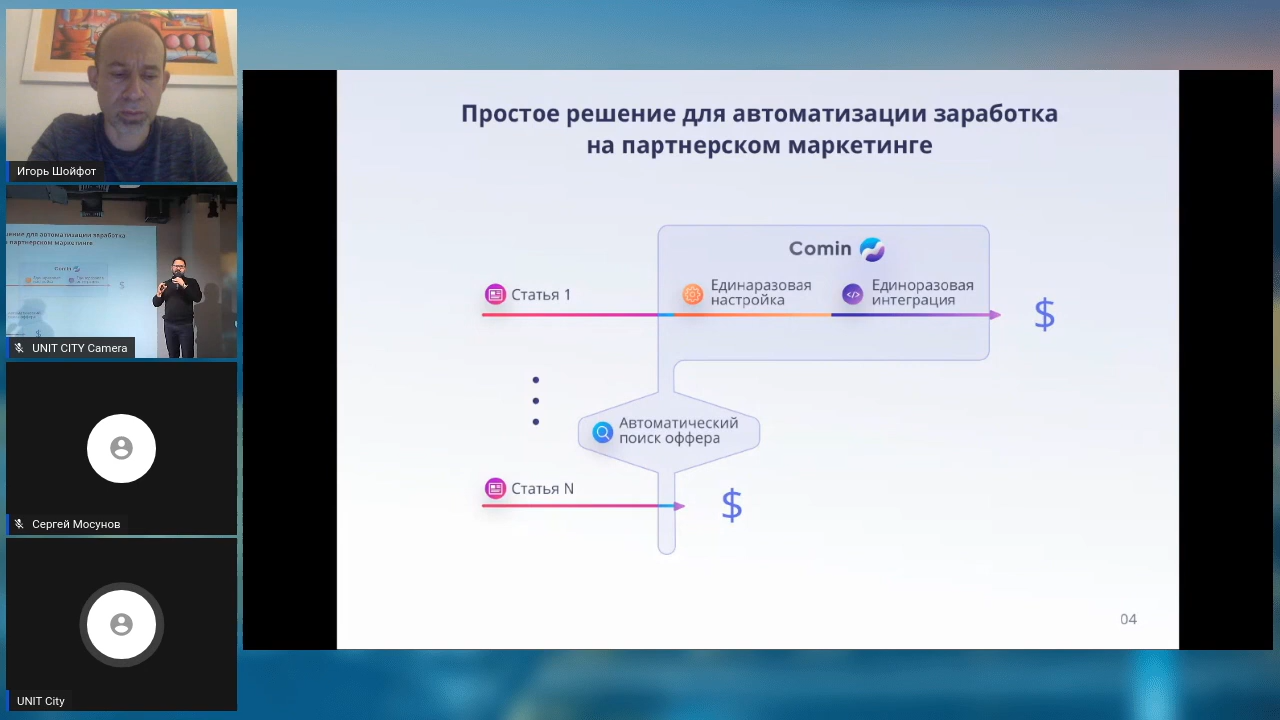 Игорь Шойфот
UNIT CITY Camera
Сергей Мосунов
UNIT City
Простое решение для автоматизации заработка
на партнерском маркетинге
Comin
Статья 1
Единаразовая
настройка
Единоразовая
интеграция
$
Автоматический
поиск оффера
Статья N
$
04